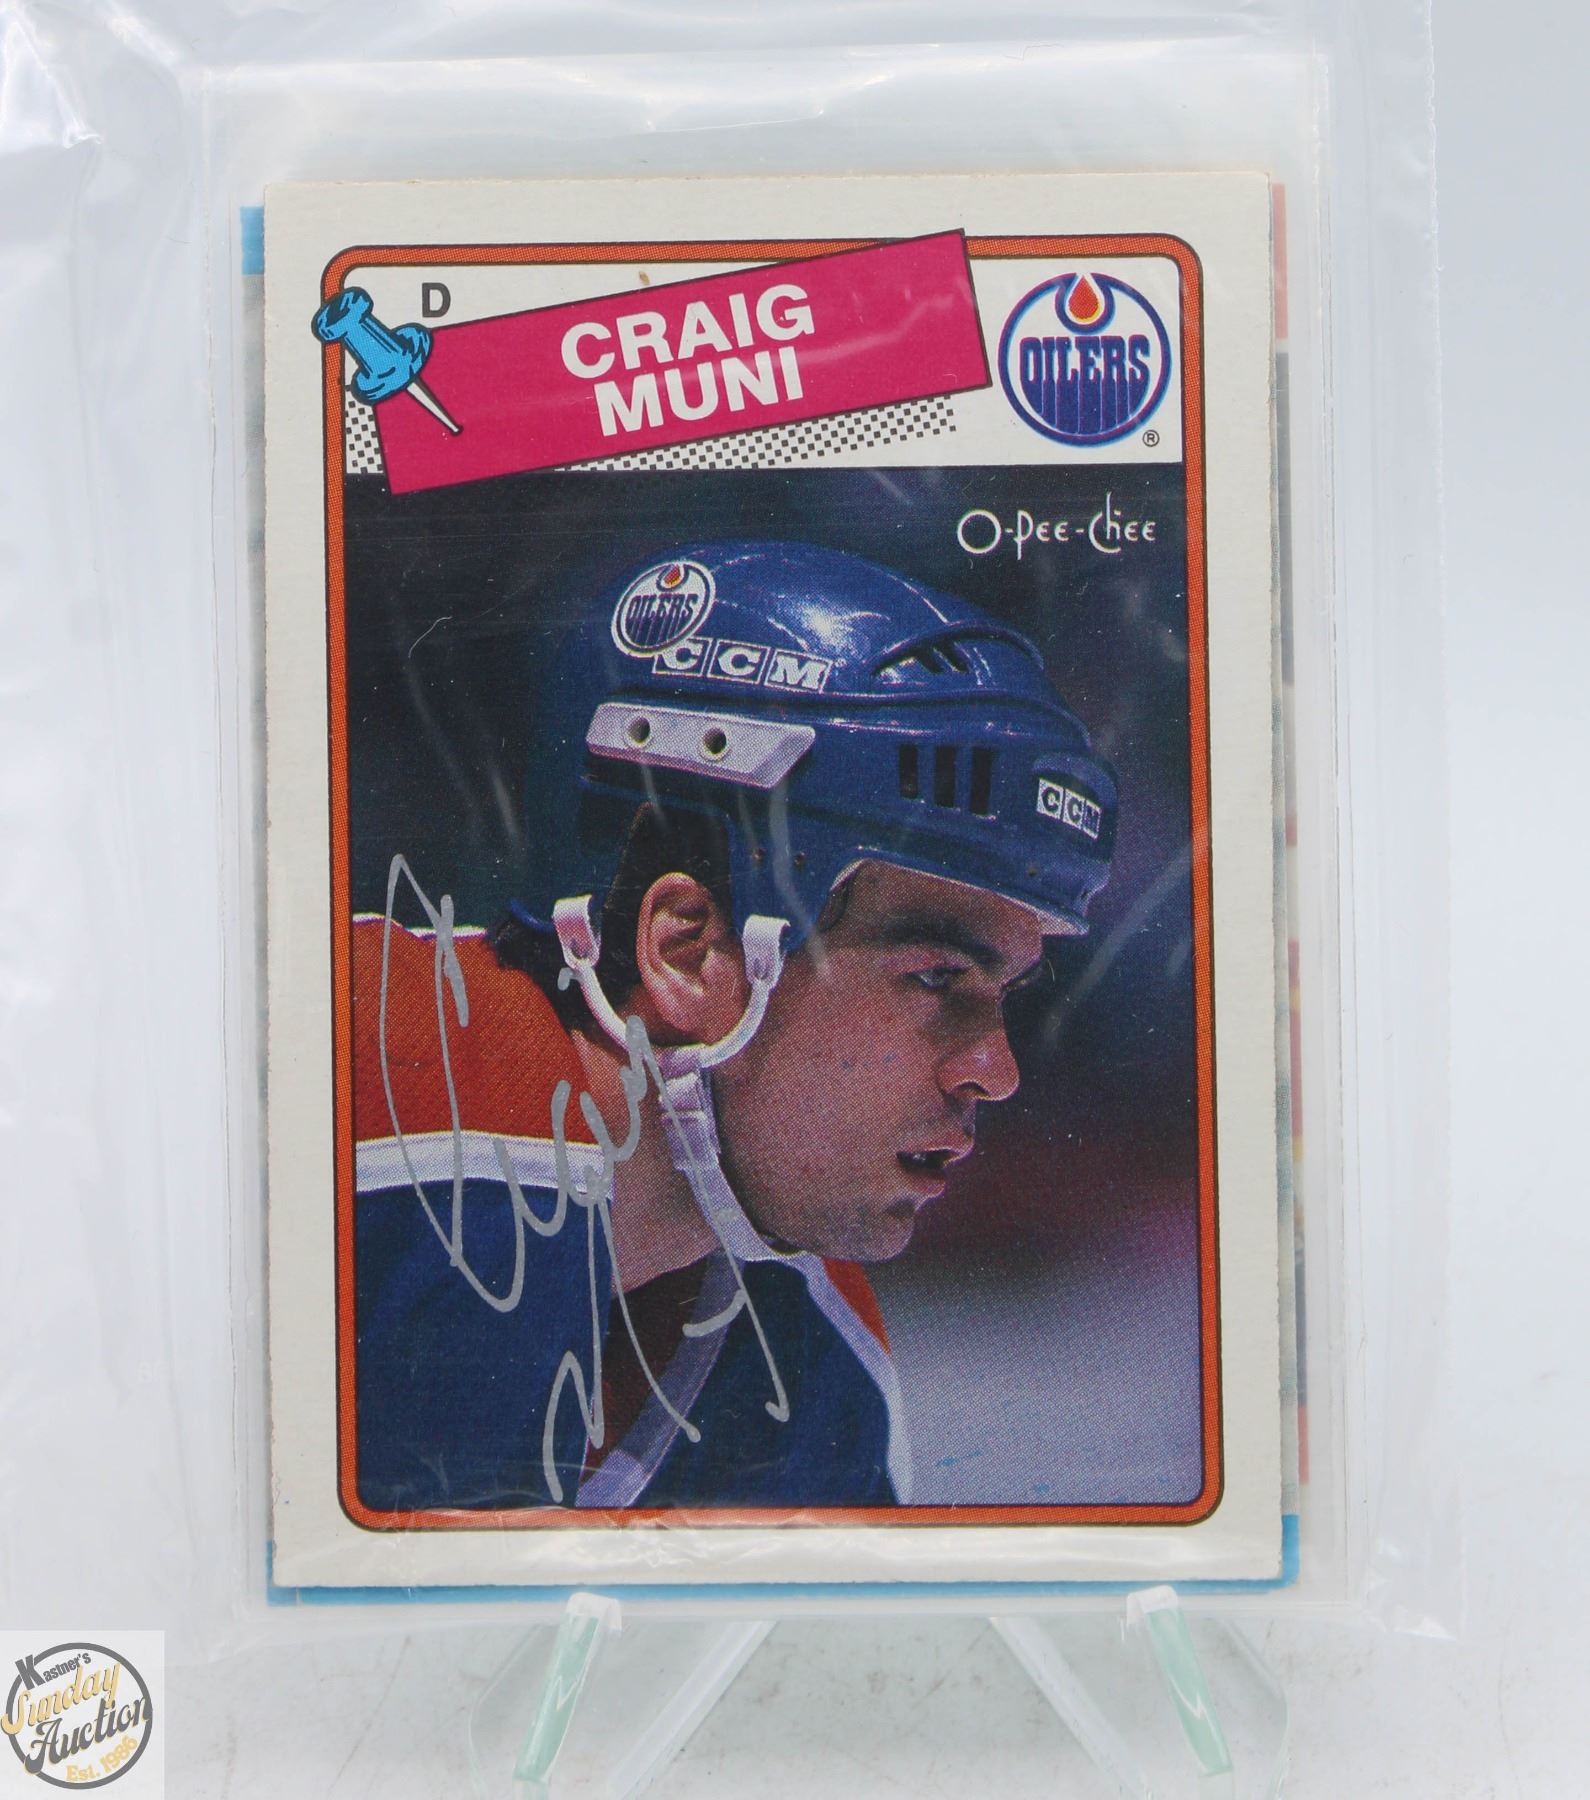 D
CRAIG
MUNI
OILERS
®
O-Pee-Chee
OILERS
CCM
CCM
Kastner's
Sunday
Auction
Est. 1986